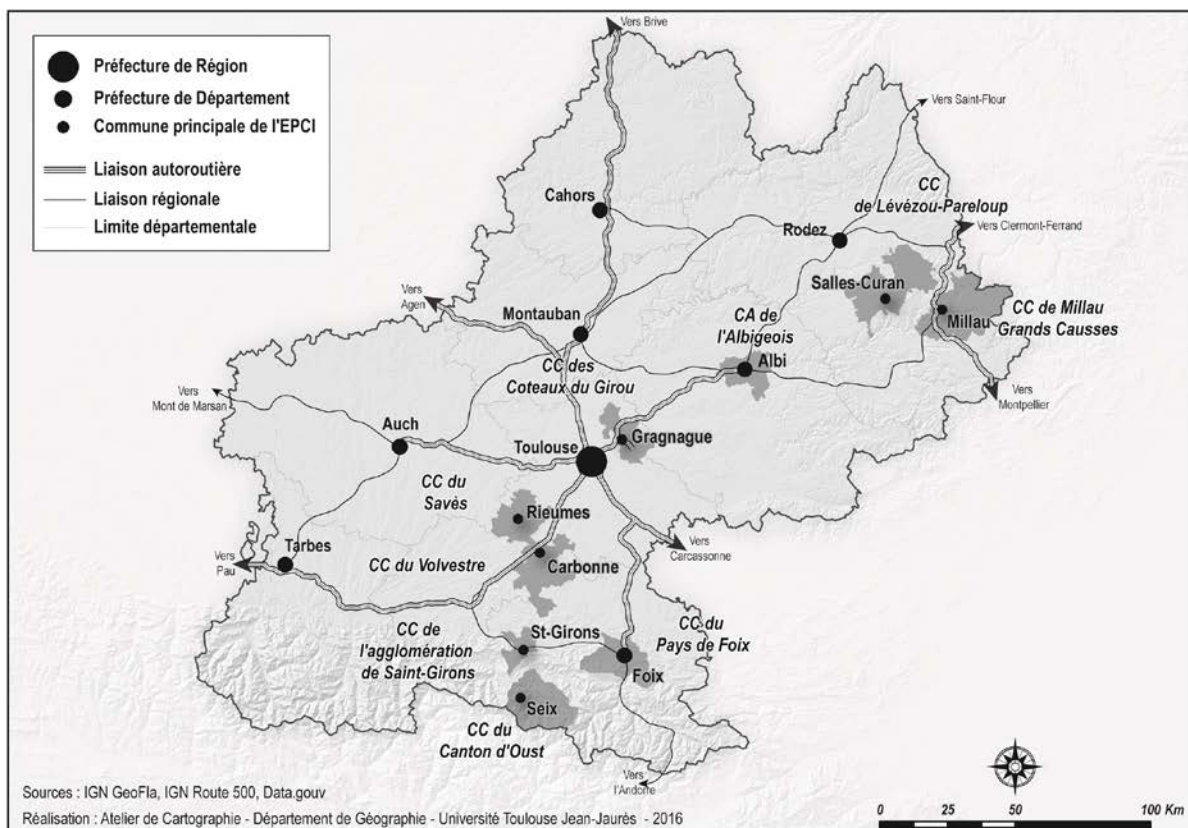 Préfecture de Région
Préfecture de Département
Commune principale de l'EPCI
Liaison autoroutière
Liaison régionale
Limite départementale
Vers Brive
Vers Saint-Flour
CC
de Lévézou-Pareloup
Cahors
Vers Clermont-Ferrand
Rodez
Salles-Curan
Vers
Agen
Montauban
CA de
l'Albigeois
Millau
CC de Millau
Grands Causses
CC des
Coteaux du Girou
Albi
Vers
Mont de Marsan
Vers
Montpellier
Auch
Toulouse
Gragnague
CC du
Savès
Rieumes
Vers
Carcassonne
Tarbes
Vers
Pau
CC du Volvestre
Carbonne
CC de
l'agglomération
de Saint-Girons
St-Girons
CC du
Pays de Foix
Foix
Seix
CC du
Canton d'Oust
Vers
l'Andorre
Sources : IGN GeoFla, IGN Route 500, Data.gouv
Réalisation : Atelier de Cartographie - Département de Géographie - Université Toulouse Jean-Jaurès - 2016
0 25 50 100 Km